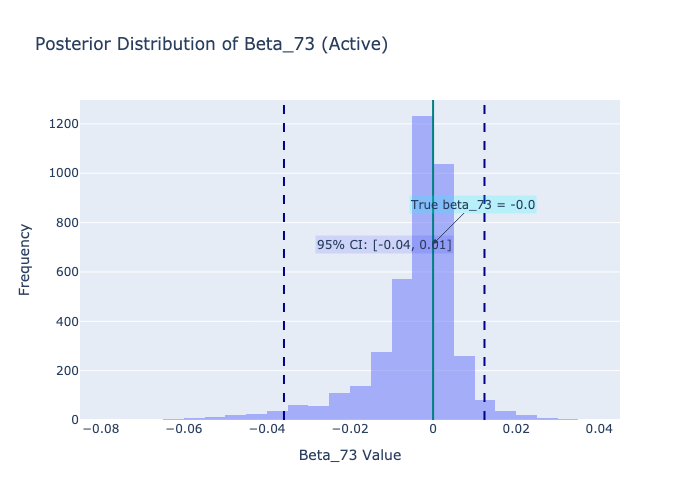 Posterior Distribution of Beta_73 (Active)
1200
1000
800
600
400
200
0
Frequency
True beta_73 = -0.0
95% CI: [-0.04, 0.01]
−0.08
−0.06
−0.04
−0.02
0
0.02
0.04
Beta_73 Value